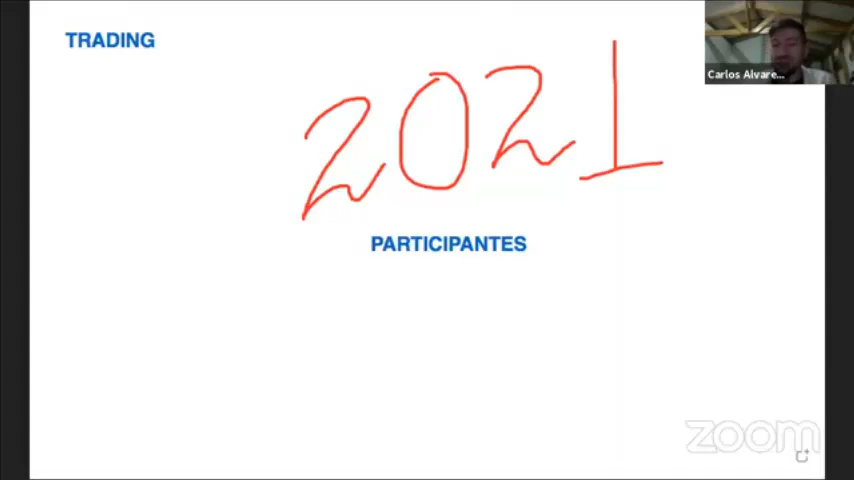 TRADING
2021
Carlos Alvare...
PARTICIPANTES
zoom